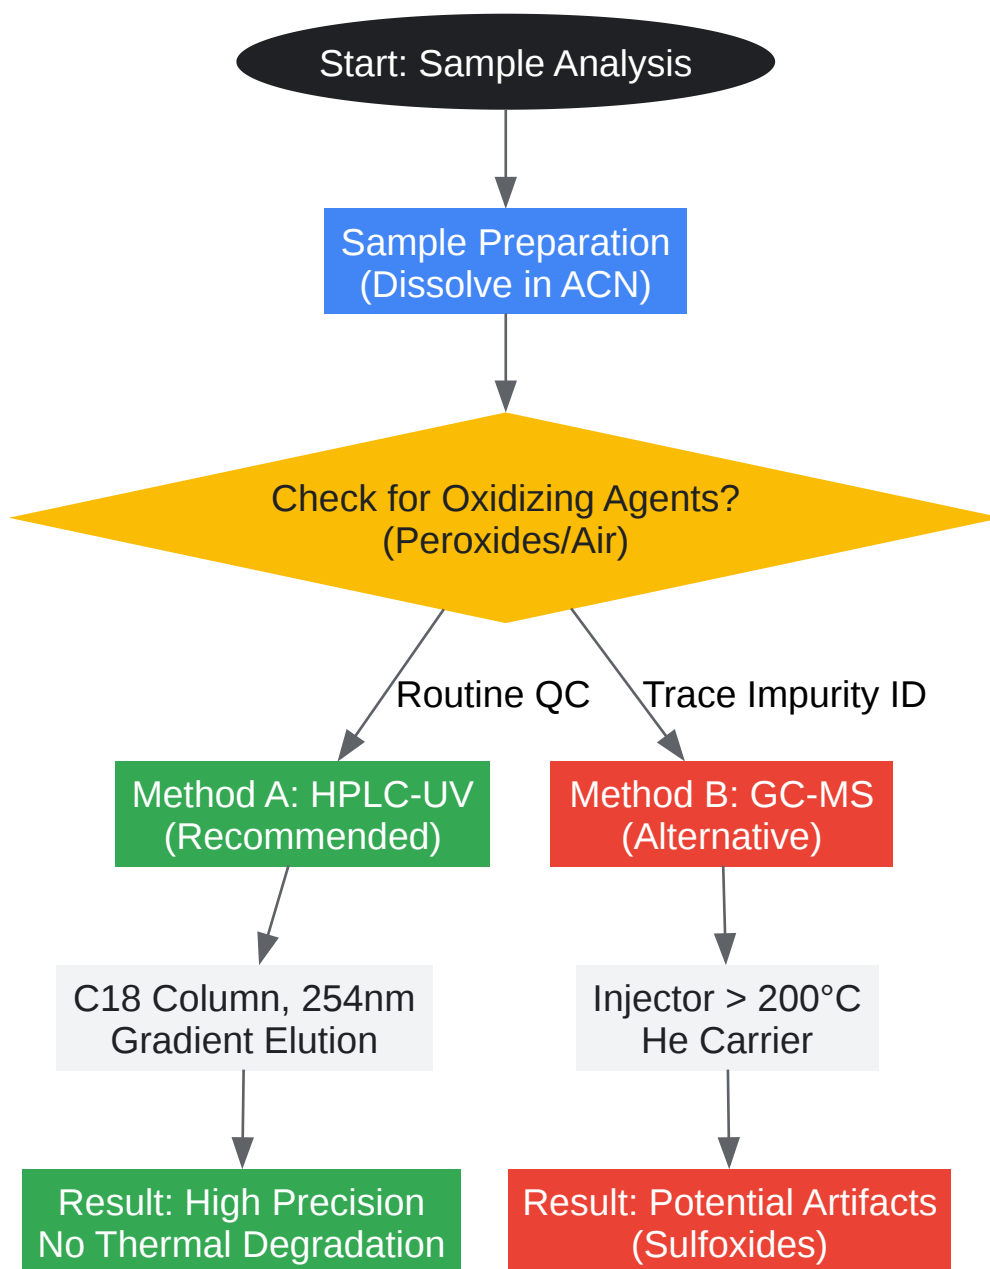 Start: Sample Analysis
Sample Preparation
(Dissolve in ACN)
Check for Oxidizing Agents?
(Peroxides/Air)
Routine QC
Trace Impurity ID
Method A: HPLC-UV
(Recommended)
Method B: GC-MS
(Alternative)
C18 Column, 254nm
Gradient Elution
Injector > 200°C
He Carrier
Result: High Precision
No Thermal Degradation
Result: Potential Artifacts
(Sulfoxides)